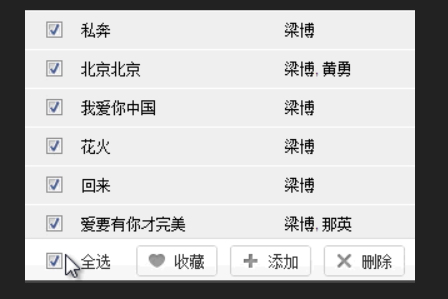 私奔 梁博
北京北京 梁博, 黄勇
我爱你中国 梁博
花火 梁博
回来 梁博
爱要有你才完美 梁博, 那英
全选 收藏 添加 删除